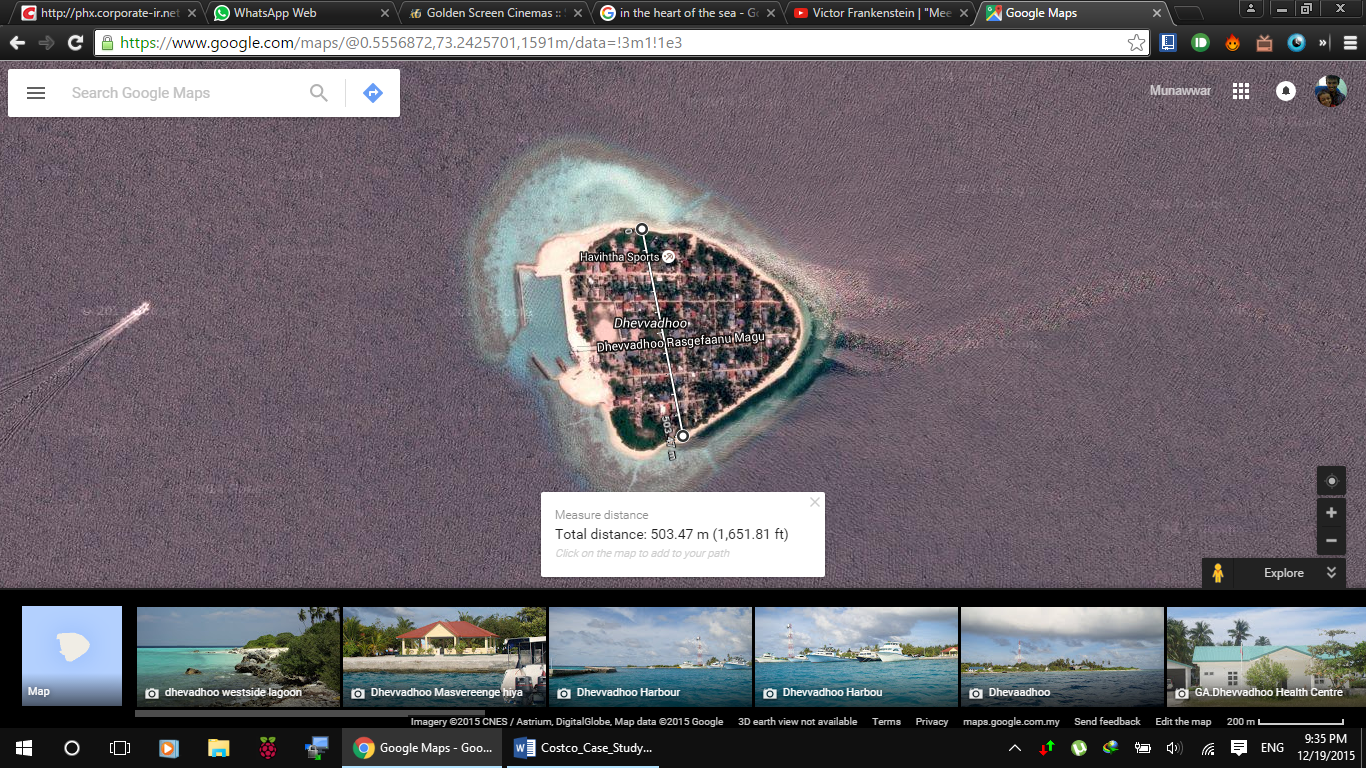 http://phx.corporate-ir.net
WhatsApp Web
Golden Screen Cinemas ::
in the heart of the sea - Go
Victor Frankenstein | "Mee
Google Maps
https://www.google.com/maps/@0.5556872,73.2425701,1591m/data=!3m1!1e3
Search Google Maps
Munawwar
Havihtha Sports
Dhevvadhoo
Dhevvadhoo Rasgefaanu Magu
0
503.47 m
Measure distance
Total distance: 503.47 m (1,651.81 ft)
Click on the map to add to your path
Explore
Map
dhevadhoo westside lagoon
Dhevvadhoo Masvereenge hiya
Dhevvadhoo Harbour
Dhevvadhoo Harbou
Dhevaadhoo
GA.Dhevvadhoo Health Centre
Imagery ©2015 CNES / Astrium, DigitalGlobe, Map data ©2015 Google
3D earth view not available
Terms
Privacy
maps.google.com.my
Send feedback
Edit the map
200 m
Google Maps - Goo...
Costco_Case_Study...
ENG
9:35 PM
12/19/2015